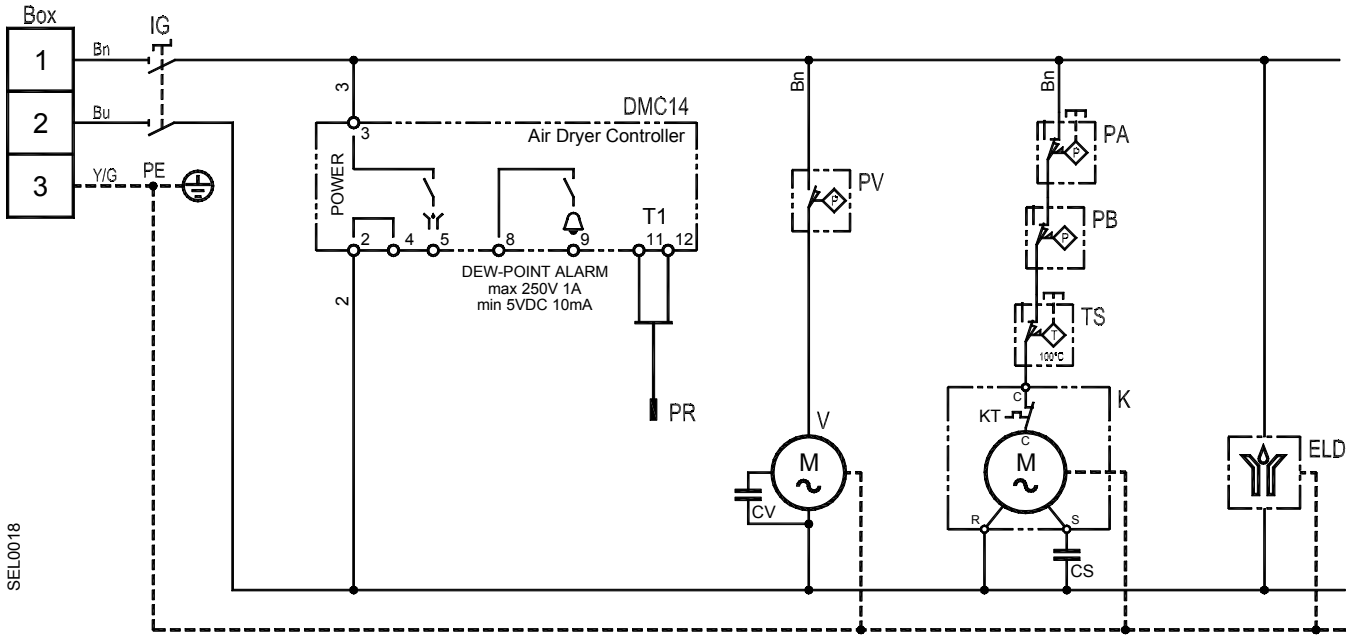 Box
1
2
3
Bn
Bu
Y/G
IG
PE
3
DMC14
3
Air Dryer Controller
POWER
T1
2
4
5
8
9
11
12
DEW-POINT ALARM
max 250V 1A
min 5VDC 10mA
2
PR
Bn
P
PV
V
M
CV
Bn
P
PA
P
PB
T
TS
100°C
C
K
KT
C
M
R
S
CS
ELD
SEL0018